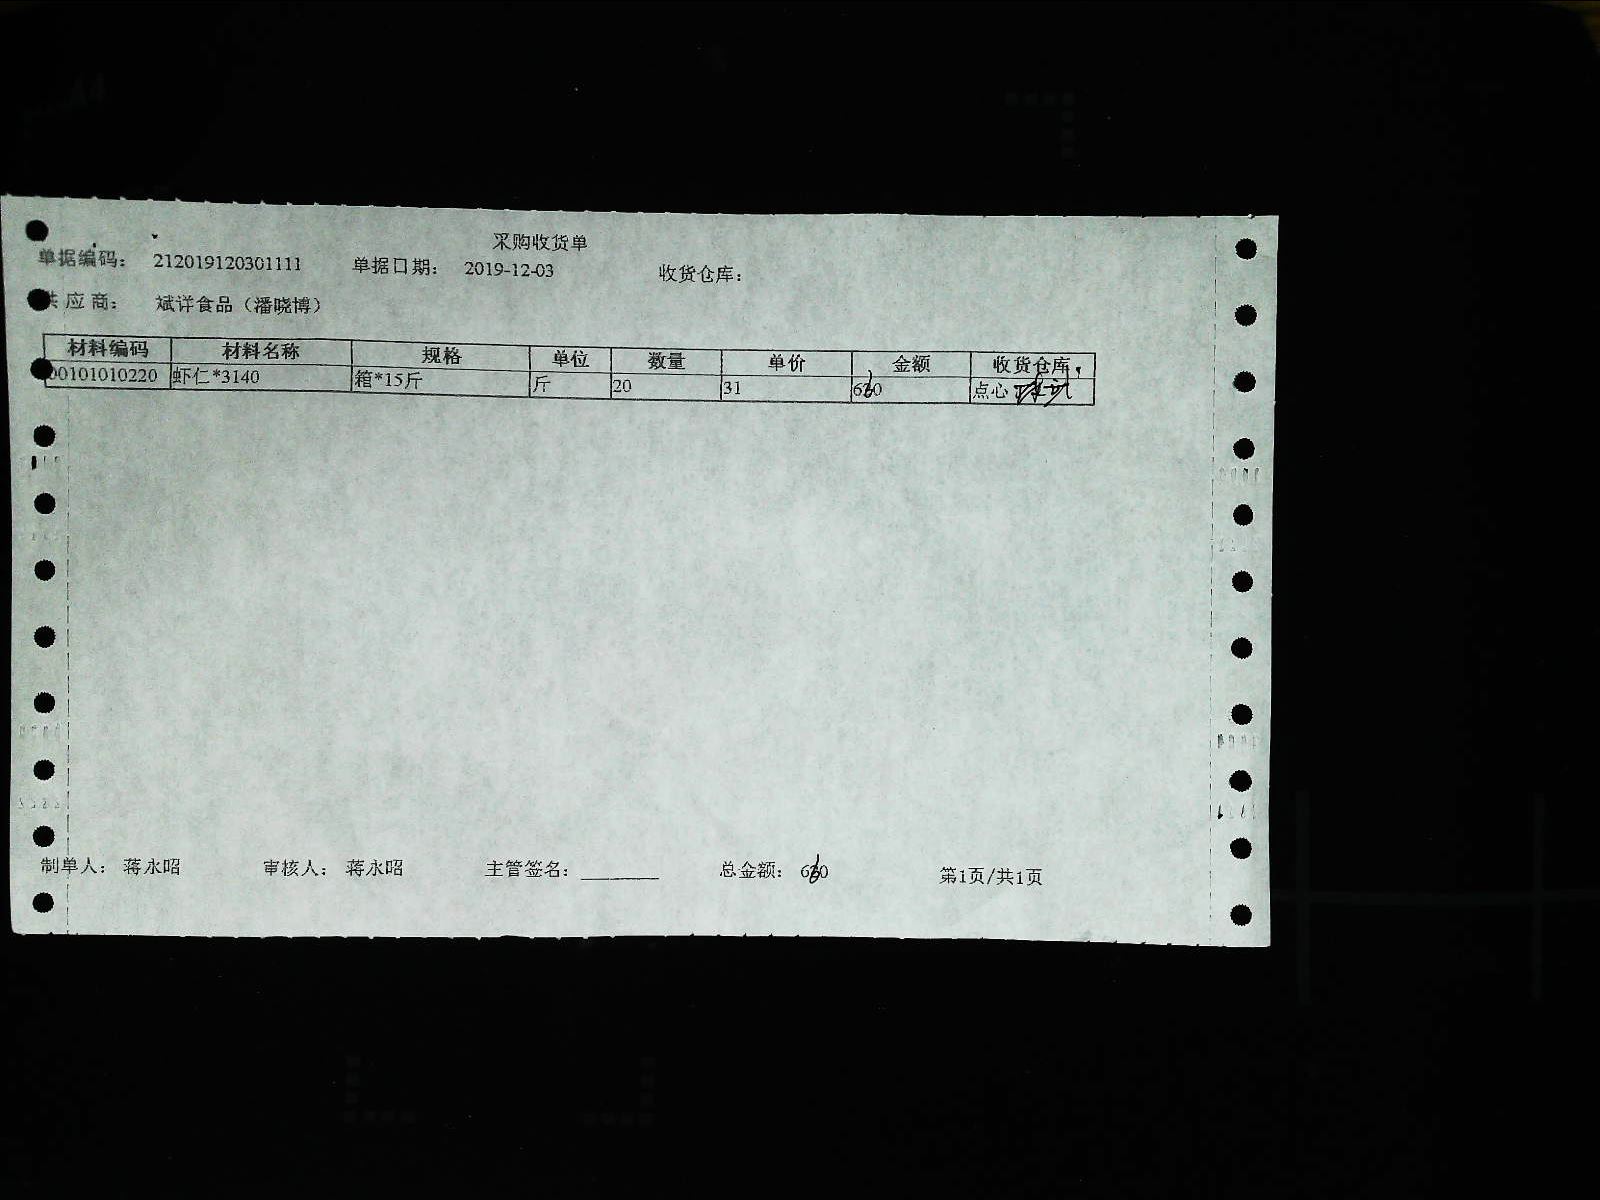 采购收货单
单据编码： 212019120301111 单据日期： 2019-12-03 收货仓库：
供应商： 斌详食品（潘晓博）
材料编码 材料名称 规格 单位 数量 单价 金额 收货仓库
00101010220 虾仁*3140 箱*15斤 斤 20 31 点心
制单人： 蒋永昭 审核人： 蒋永昭 主管签名： 总金额： 第1页/共1页